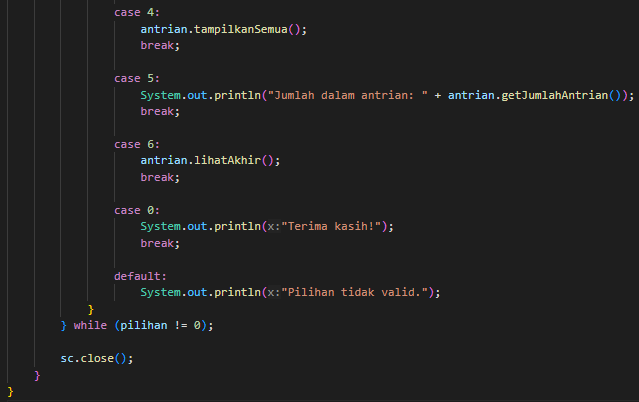 case 4:
antrian.tampilkanSemua();
break;
case 5:
System.out.println("Jumlah dalam antrian: " + antrian.getJumlahAntrian());
break;
case 6:
antrian.lihatAkhir();
break;
case 0:
System.out.println(x:"Terima kasih!");
break;
default:
System.out.println(x:"Pilihan tidak valid.");
}
} while (pilihan != 0);
sc.close();
}
}